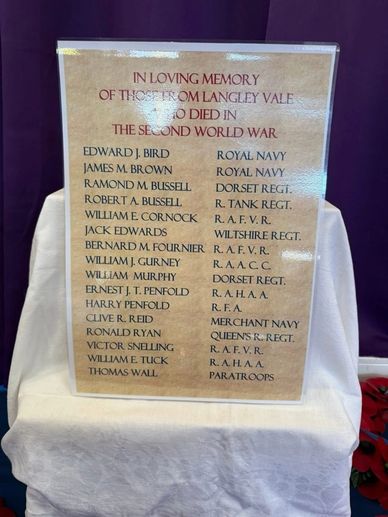 IN LOVING MEMORY
OF THOSE FROM LANGLEY VALE
WHO DIED IN
THE SECOND WORLD WAR
EDWARD J. BIRD ROYAL NAVY
JAMES M. BROWN ROYAL NAVY
RAMOND M. BUSSELL DORSET REGT.
ROBERT A. BUSSELL R. TANK REGT.
WILLIAM E. CORNOCK R. A. F. V. R.
JACK EDWARDS WILTSHIRE REGT.
BERNARD M. FOURNIER R. A. F. V. R.
WILLIAM J. GURNEY R. A. A. C. C.
WILLIAM MURPHY DORSET REGT.
ERNEST J. T. PENFOLD R. A. H. A. A.
HARRY PENFOLD R. F. A.
CLIVE R. REID MERCHANT NAVY
RONALD RYAN QUEEN'S R. REGT.
VICTOR SNELLING R. A. F. V. R.
WILLIAM E. TUCK R. A. H. A. A.
THOMAS WALL PARATROOPS